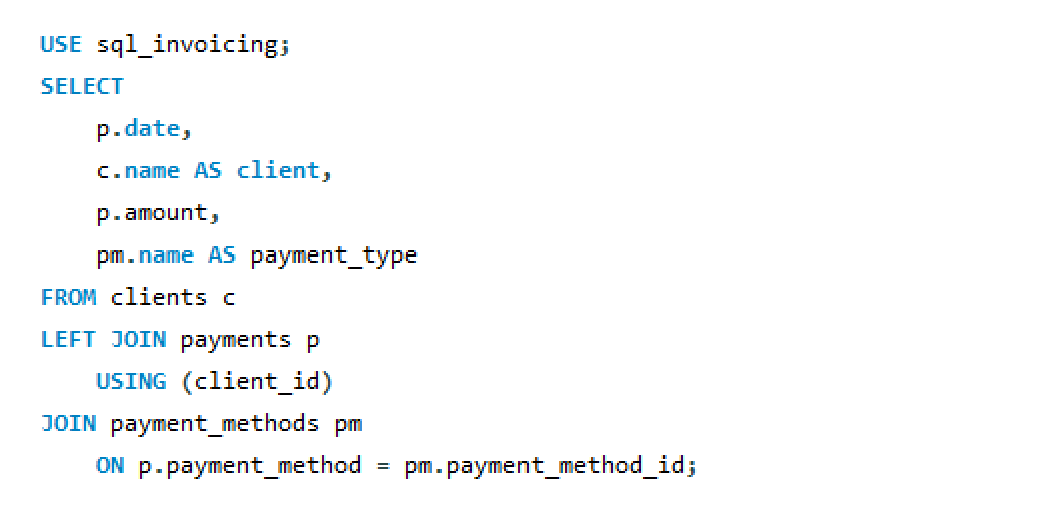 USE sql_invoicing;
SELECT
    p.date,
    c.name AS client,
    p.amount,
    pm.name AS payment_type
FROM clients c
LEFT JOIN payments p
    USING (client_id)
JOIN payment_methods pm
    ON p.payment_method = pm.payment_method_id;